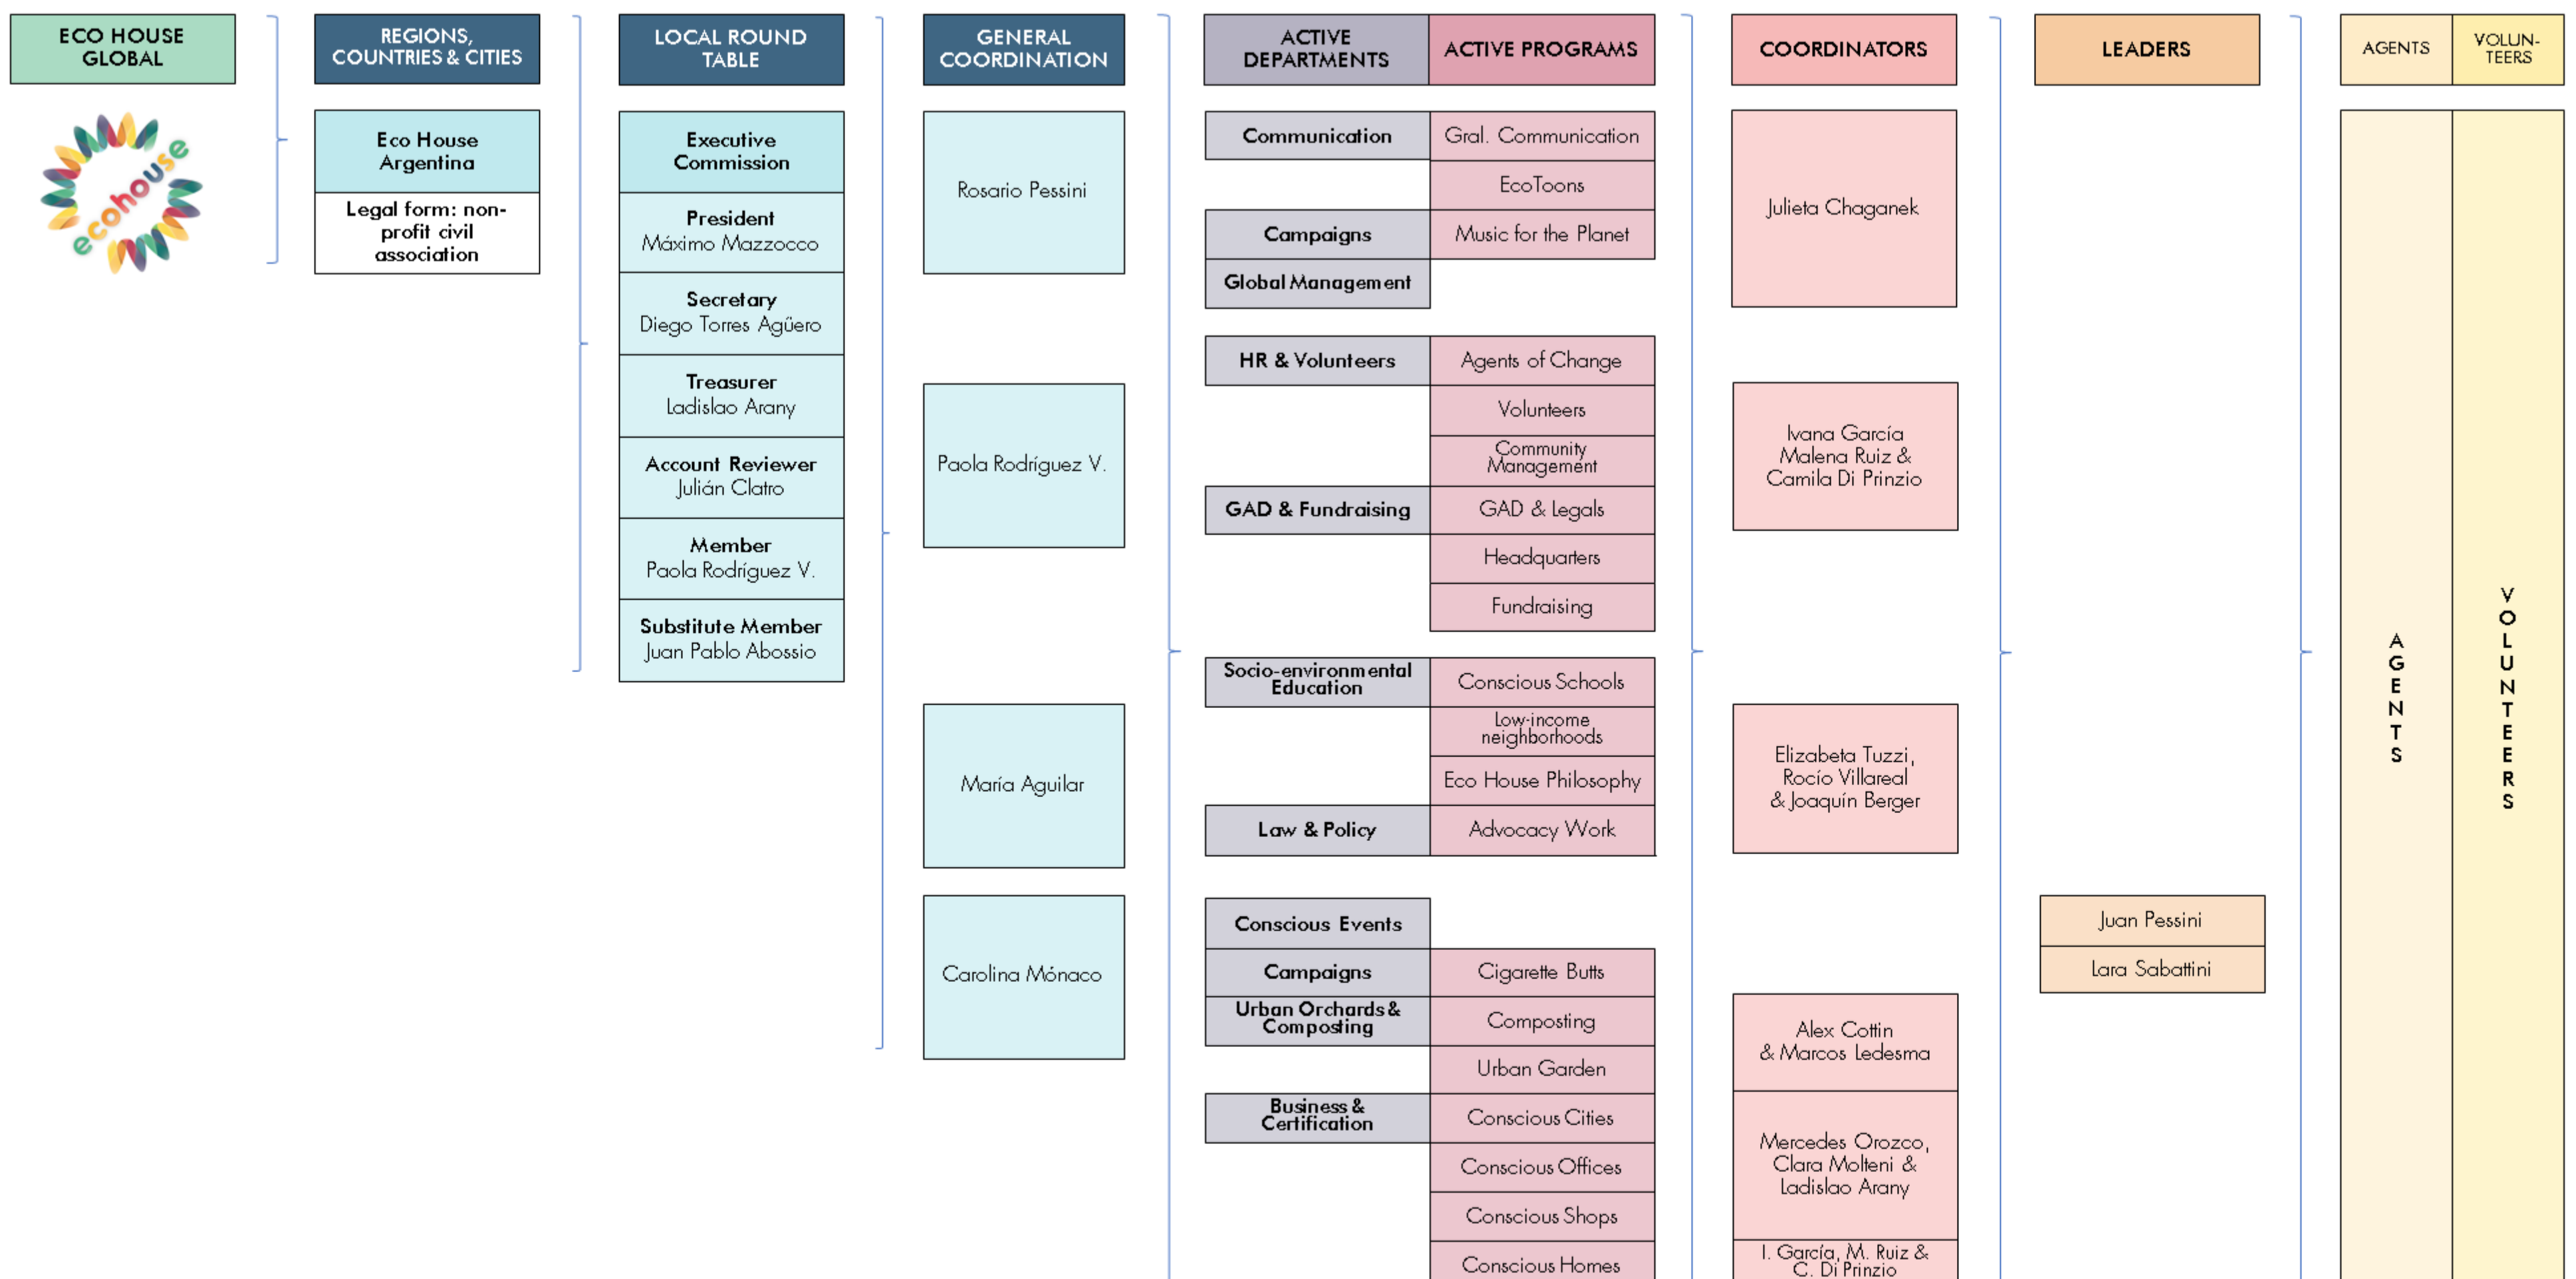 ECO HOUSE
GLOBAL
ecohouse
REGIONS,
COUNTRIES & CITIES
Eco House
Argentina
Legal form: non-
profit civil
association
LOCAL ROUND
TABLE
Executive
Commission
President
Máximo Mazzocco
Secretary
Diego Torres Agüero
Treasurer
Ladislao Arany
Account Reviewer
Julián Clatro
Member
Paola Rodríguez V.
Substitute Member
Juan Pablo Abossio
GENERAL
COORDINATION
Rosario Pessini
Paola Rodríguez V.
María Aguilar
Carolina Mónaco
ACTIVE
DEPARTMENTS
ACTIVE PROGRAMS
Communication
Gral. Communication
EcoToons
Campaigns
Music for the Planet
Global Management
HR & Volunteers
Agents of Change
Volunteers
Community
Management
GAD & Fundraising
GAD & Legals
Headquarters
Fundraising
Socio-environmental
Education
Conscious Schools
Low-income
neighborhoods
Eco House Philosophy
Law & Policy
Advocacy Work
Conscious Events
Campaigns
Cigarette Butts
Urban Orchards &
Composting
Composting
Urban Garden
Business &
Certification
Conscious Cities
Conscious Offices
Conscious Shops
Conscious Homes
COORDINATORS
Julieta Chaganek
Ivana García
Malena Ruiz &
Camila Di Prinzio
Elizabeta Tuzzi,
Rocío Villareal
& Joaquín Berger
Alex Cottin
& Marcos Ledesma
Mercedes Orozco,
Clara Molteni &
Ladislao Arany
I. García, M. Ruiz &
C. Di Prinzio
LEADERS
Juan Pessini
Lara Sabattini
AGENTS
VOLUN-
TEERS
AGENTS
VOLUNTEERS